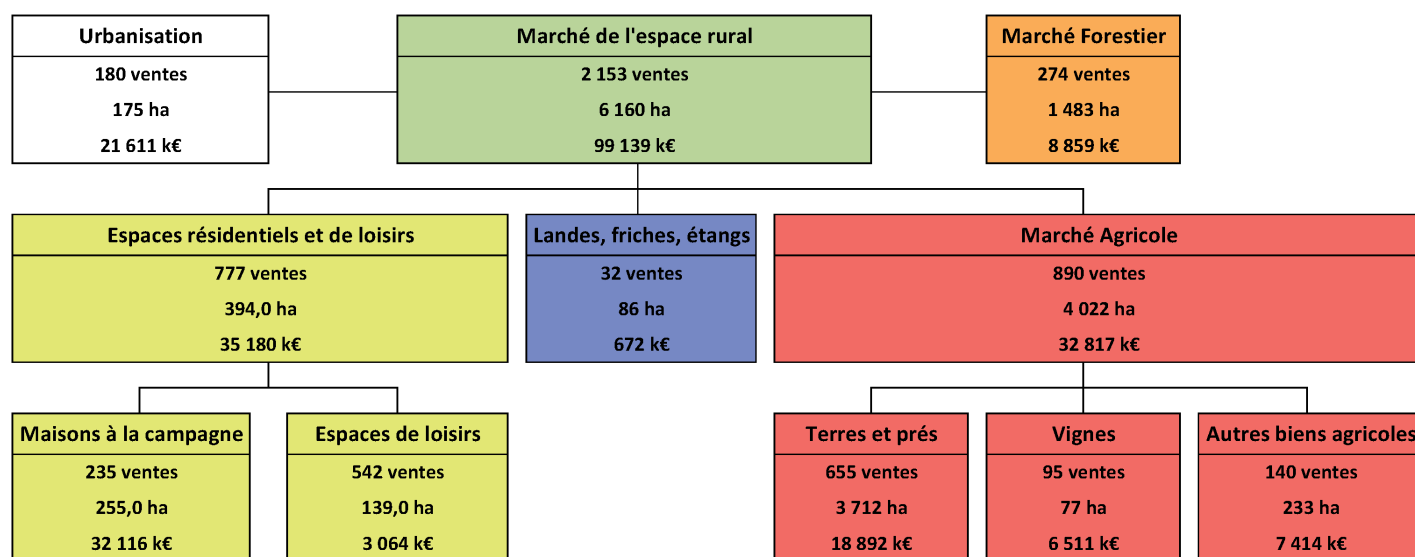 Urbanisation
180 ventes
175 ha
21 611 k€
Marché de l'espace rural
2 153 ventes
6 160 ha
99 139 k€
Marché Forestier
274 ventes
1 483 ha
8 859 k€
Espaces résidentiels et de loisirs
777 ventes
394,0 ha
35 180 k€
Landes, friches, étangs
32 ventes
86 ha
672 k€
Marché Agricole
890 ventes
4 022 ha
32 817 k€
Maisons à la campagne
235 ventes
255,0 ha
32 116 k€
Espaces de loisirs
542 ventes
139,0 ha
3 064 k€
Terres et prés
655 ventes
3 712 ha
18 892 k€
Vignes
95 ventes
77 ha
6 511 k€
Autres biens agricoles
140 ventes
233 ha
7 414 k€